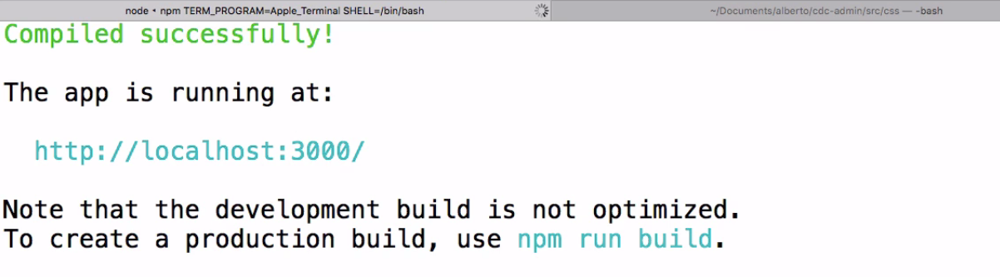 node • npm TERM_PROGRAM=Apple_Terminal SHELL=/bin/bash
~/Documents/alberto/cdc-admin/src/css — -bash
Compiled successfully!
The app is running at:
http://localhost:3000/
Note that the development build is not optimized.
To create a production build, use npm run build.